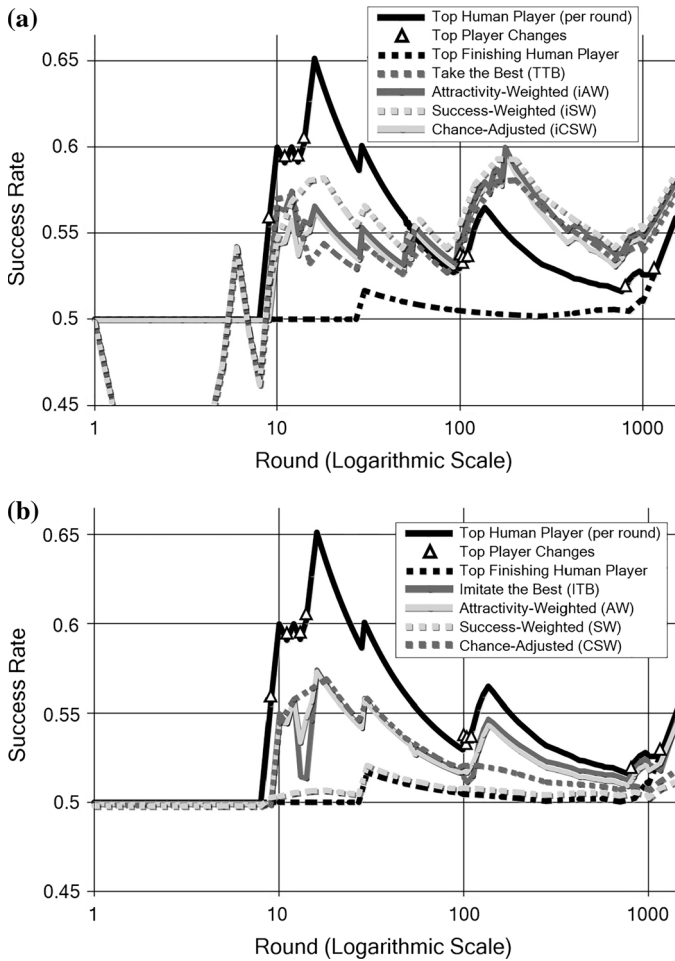 (a)
Top Human Player (per round)
Top Player Changes
Top Finishing Human Player
Take the Best (TTB)
Attractivity-Weighted (iAW)
Success-Weighted (iSW)
Chance-Adjusted (iCSW)
Success Rate
0.65
0.6
0.55
0.5
0.45
1
10
100
1000
Round (Logarithmic Scale)
(b)
Top Human Player (per round)
Top Player Changes
Top Finishing Human Player
Imitate the Best (ITB)
Attractivity-Weighted (AW)
Success-Weighted (SW)
Chance-Adjusted (CSW)
Success Rate
0.65
0.6
0.55
0.5
0.45
1
10
100
1000
Round (Logarithmic Scale)